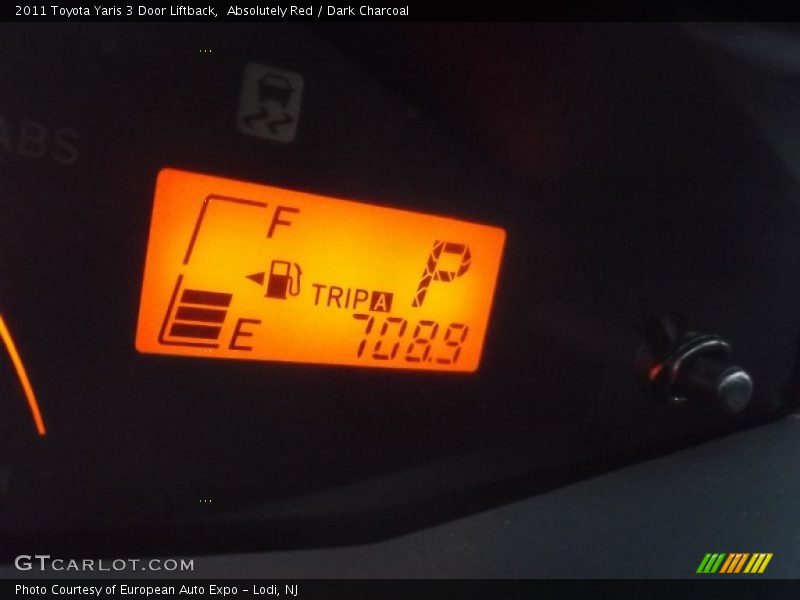 2011 Toyota Yaris 3 Door Liftback,  Absolutely Red / Dark Charcoal
ABS
F
P
TRIP A
708.9
E
GTCARLOT.COM
Photo Courtesy of European Auto Expo - Lodi, NJ